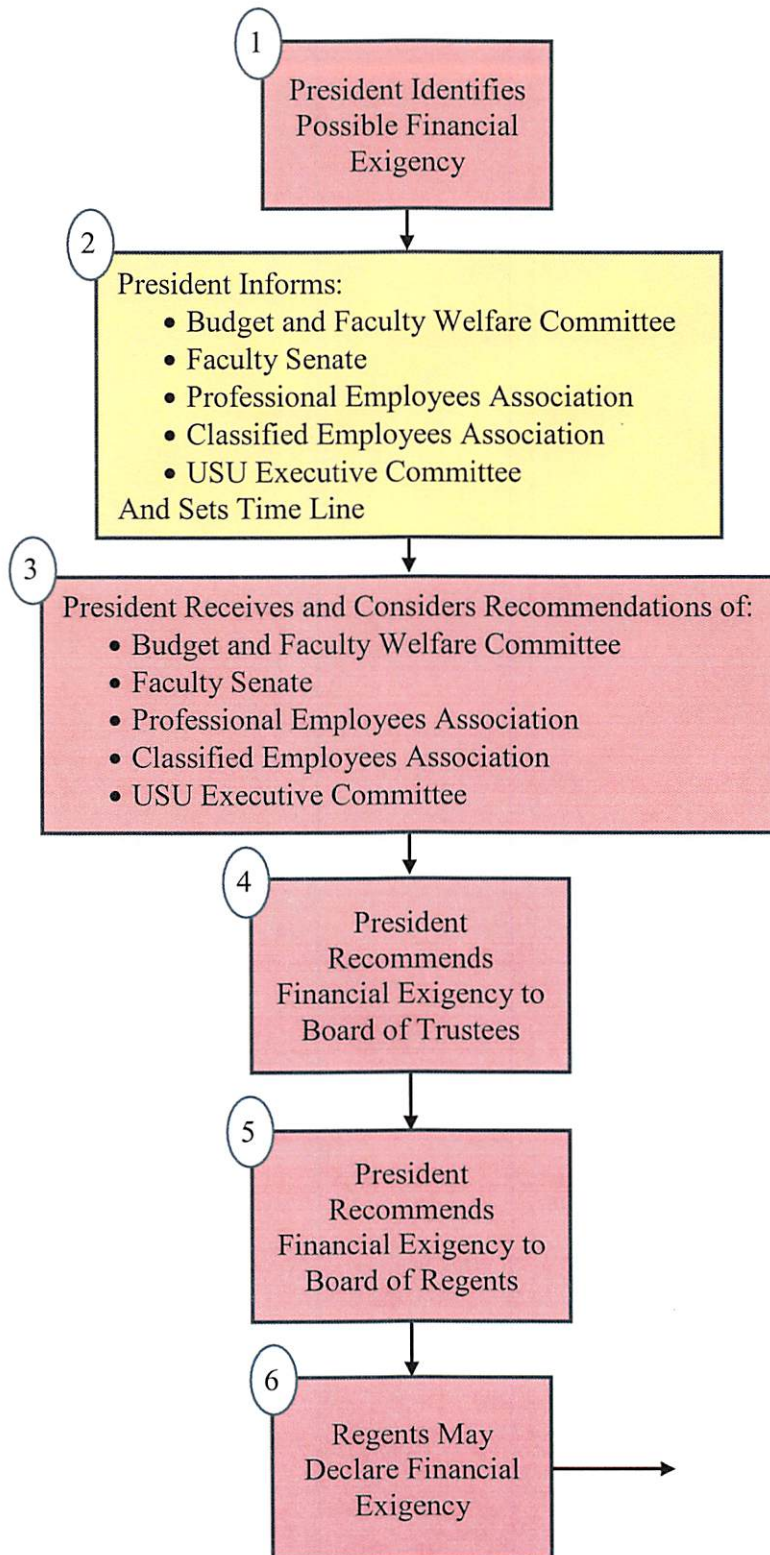 1
President Identifies
Possible Financial
Exigency
2
President Informs:
• Budget and Faculty Welfare Committee
• Faculty Senate
• Professional Employees Association
• Classified Employees Association
• USU Executive Committee
And Sets Time Line
3
President Receives and Considers Recommendations of:
• Budget and Faculty Welfare Committee
• Faculty Senate
• Professional Employees Association
• Classified Employees Association
• USU Executive Committee
4
President
Recommends
Financial Exigency to
Board of Trustees
5
President
Recommends
Financial Exigency to
Board of Regents
6
Regents May
Declare Financial
Exigency